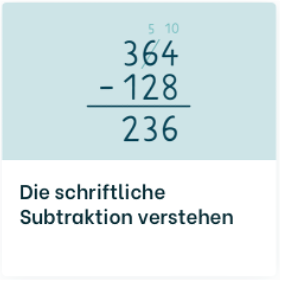 5 10
364
- 128
236
Die schriftliche
Subtraktion verstehen